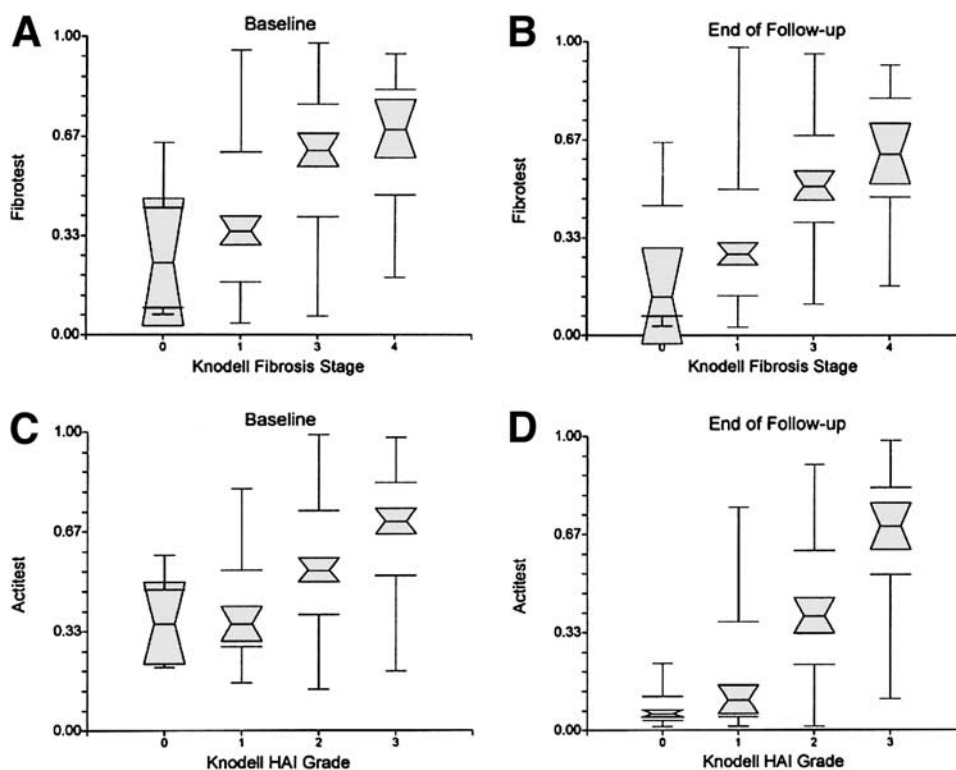 A
Baseline
1.00
0.67
0.33
0.00
Fibrotest
0 1 3 4
Knodell Fibrosis Stage
B
End of Follow-up
1.00
0.67
0.33
0.00
Fibrotest
0 1 3 4
Knodell Fibrosis Stage
C
Baseline
1.00
0.67
0.33
0.00
Actitest
0 1 2 3
Knodell HAI Grade
D
End of Follow-up
1.00
0.67
0.33
0.00
Actitest
0 1 2 3
Knodell HAI Grade